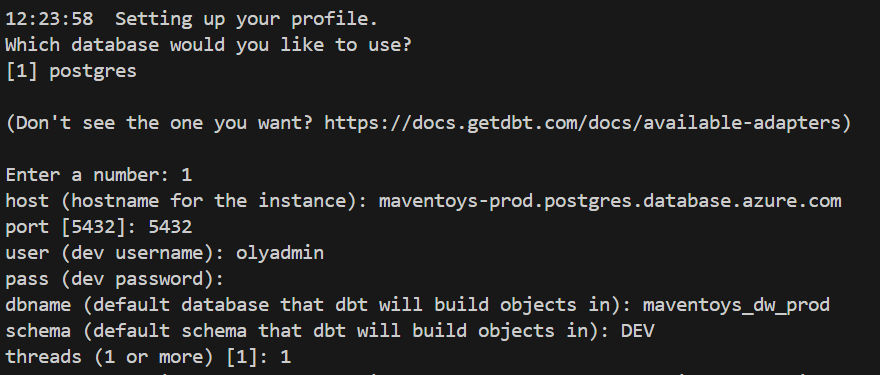 12:23:58  Setting up your profile.
Which database would you like to use?
[1] postgres
(Don't see the one you want? https://docs.getdbt.com/docs/available-adapters)
Enter a number: 1
host (hostname for the instance): maventoys-prod.postgres.database.azure.com
port [5432]: 5432
user (dev username): olyadmin
pass (dev password):
dbname (default database that dbt will build objects in): maventoys_dw_prod
schema (default schema that dbt will build objects in): DEV
threads (1 or more) [1]: 1